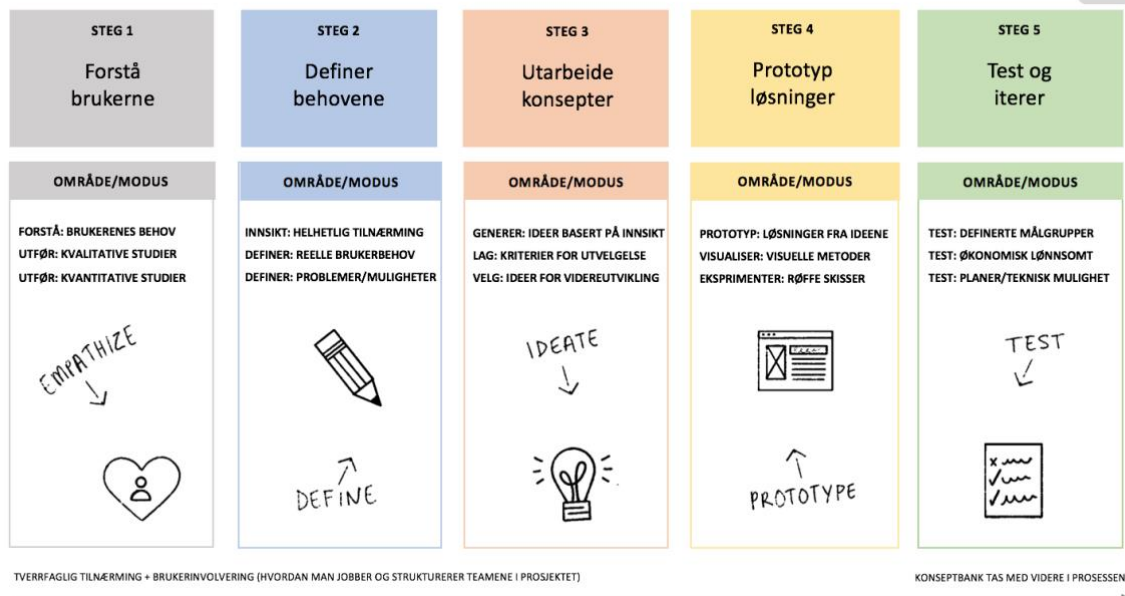 STEG 1
Forstå
brukerne
STEG 2
Definer
behovene
STEG 3
Utarbeide
konsepter
STEG 4
Prototyp
løsninger
STEG 5
Test og
iterer
OMRÅDE/MODUS
FORSTÅ: BRUKERENES BEHOV
UTFØR: KVALITATIVE STUDIER
UTFØR: KVANTITATIVE STUDIER
EMPATHIZE
OMRÅDE/MODUS
INNSIKT: HELHETLIG TILNÆRMING
DEFINER: REELLE BRUKERBEHOV
DEFINER: PROBLEMER/MULIGHETER
DEFINE
OMRÅDE/MODUS
GENERER: IDEER BASERT PÅ INNSIKT
LAG: KRITERIER FOR UTVELGELSE
VELG: IDEER FOR VIDEREUTVIKLING
IDEATE
OMRÅDE/MODUS
PROTOTYP: LØSNINGER FRA IDEENE
VISUALISER: VISUELLE METODER
EKSPRIMENTER: RØFFE SKISSER
PROTOTYPE
OMRÅDE/MODUS
TEST: DEFINERTE MÅLGRUPPER
TEST: ØKONOMISK LØNNSOMT
TEST: PLANER/TEKNISK MULIGHET
TEST
TVERRFAGLIG TILNÆRMING + BRUKERINVOLVERING (HVORDAN MAN JOBBER OG STRUKTURERER TEAMENE I PROSJEKTET)
KONSEPTBANK TAS MED VIDERE I PROSESSEN